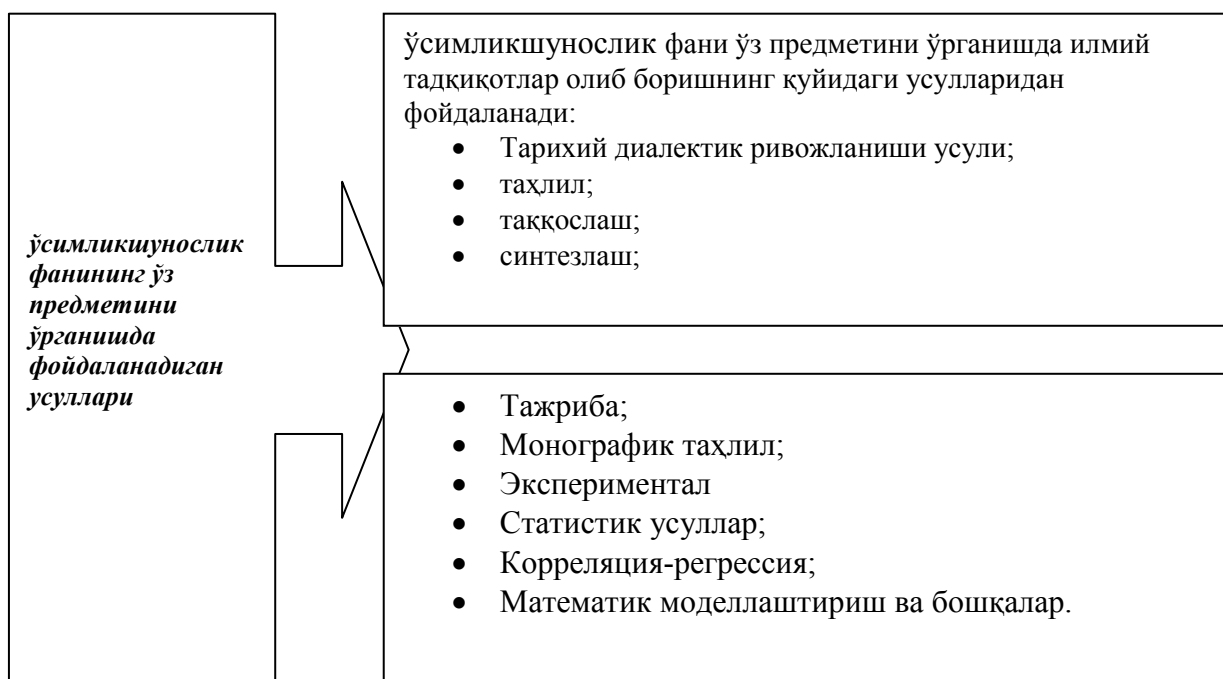 ўсимликшунослик
фанининг ўз
предметини
ўрганишда
фойдаланадиган
усуллари
ўсимликшунослик фани ўз предметини ўрганишда илмий
тадқиқотлар олиб боришнинг қуйидаги усулларидан
фойдаланади:
• Тарихий диалектик ривожланиши усули;
• таҳлил;
• таққослаш;
• синтезлаш;
• Тажриба;
• Монографик таҳлил;
• Экспериментал
• Статистик усуллар;
• Корреляция-регрессия;
• Математик моделлаштириш ва бошқалар.